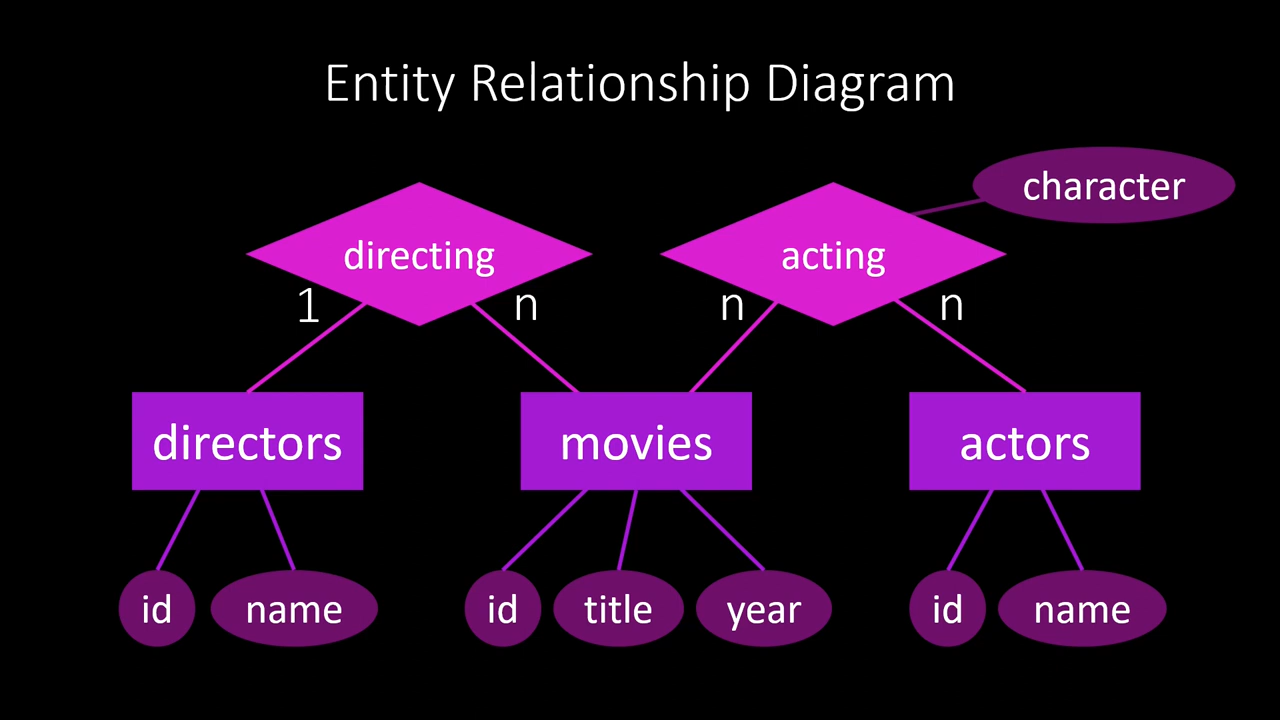 Entity Relationship Diagram
character
directing
acting
1
n
n
n
directors
movies
actors
id
name
id
title
year
id
name